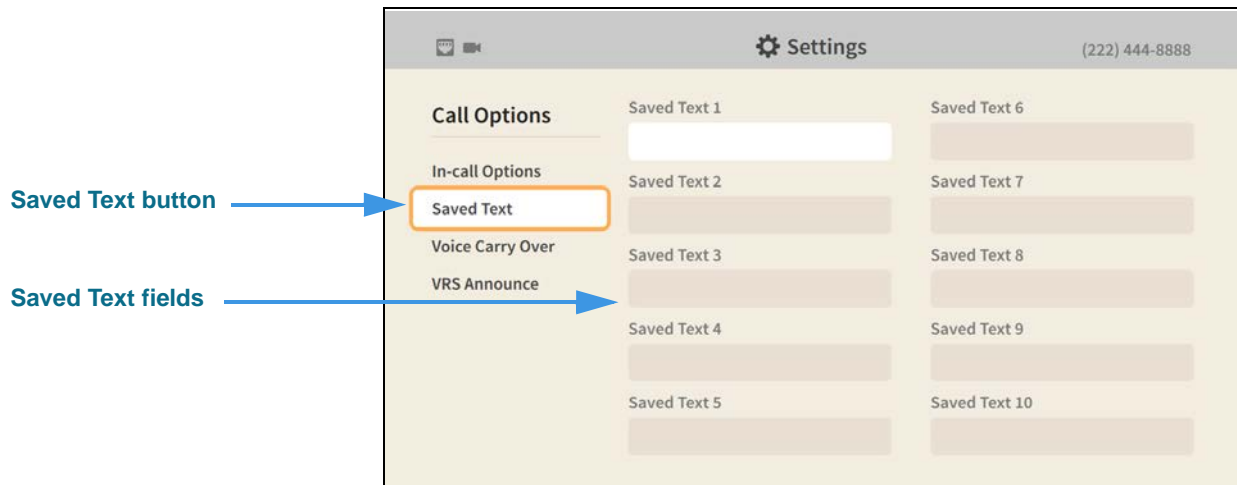 Settings
(222) 444-8888
Call Options
In-call Options
Saved Text
Voice Carry Over
VRS Announce
Saved Text 1
Saved Text 2
Saved Text 3
Saved Text 4
Saved Text 5
Saved Text 6
Saved Text 7
Saved Text 8
Saved Text 9
Saved Text 10
Saved Text button
Saved Text fields